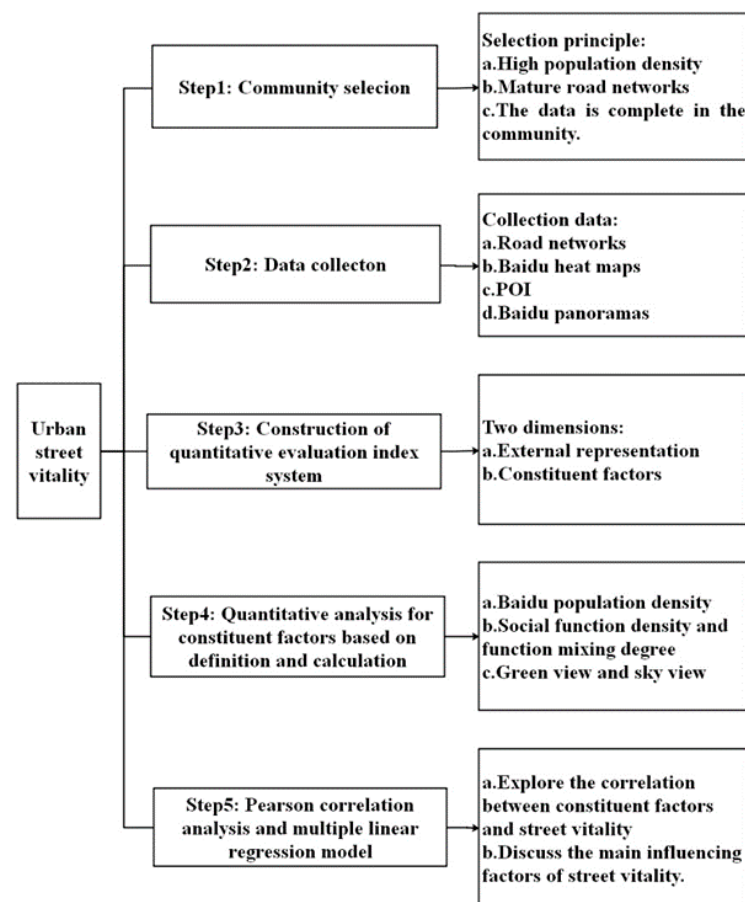 Urban
street
vitality
Step1: Community selecion
Selection principle:
a.High population density
b.Mature road networks
c.The data is complete in the
community.
Step2: Data collecton
Collection data:
a.Road networks
b.Baidu heat maps
c.POI
d.Baidu panoramas
Step3: Construction of
quantitative evaluation index
system
Two dimensions:
a.External representation
b.Constituent factors
Step4: Quantitative analysis for
constituent factors based on
definition and calculation
a.Baidu population density
b.Social function density and
function mixing degree
c.Green view and sky view
Step5: Pearson correlation
analysis and multiple linear
regression model
a.Explore the correlation
between constituent factors
and street vitality
b.Discuss the main influencing
factors of street vitality.